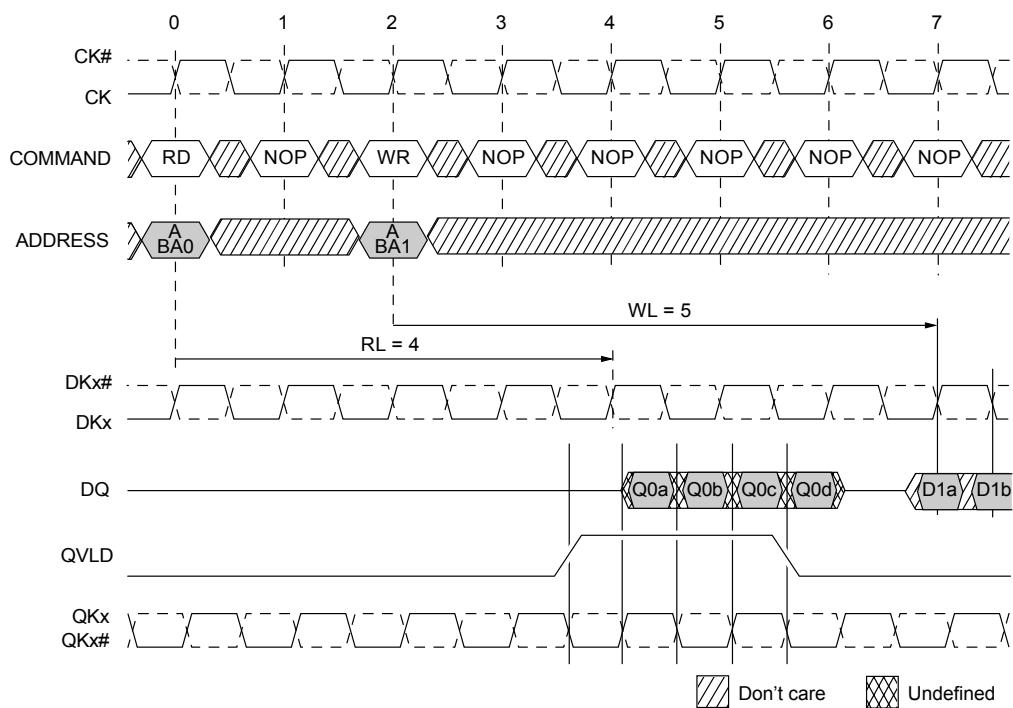 0 1 2 3 4 5 6 7
CK#
CK
COMMAND RD NOP WR NOP NOP NOP NOP NOP
ADDRESS A BA0 A BA1
WL = 5
RL = 4
DKx#
DKx
DQ Q0a Q0b Q0c Q0d D1a D1b
QVLD
QKx
QKx#
Don't care Undefined